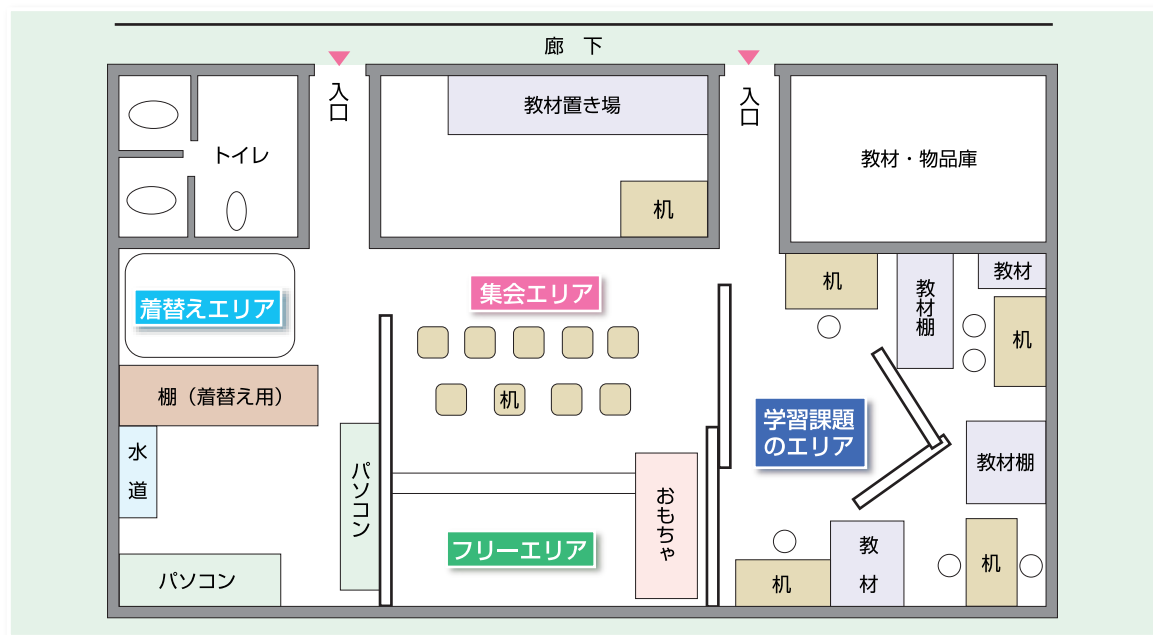 廊 下
入口
入口
教材置き場
トイレ
教材・物品庫
机
着替えエリア
集会エリア
机
教材棚
教材
机
棚（着替え用）
机
学習課題
のエリア
水道
パソコン
おもちゃ
教材棚
フリーエリア
パソコン
机
教材
机